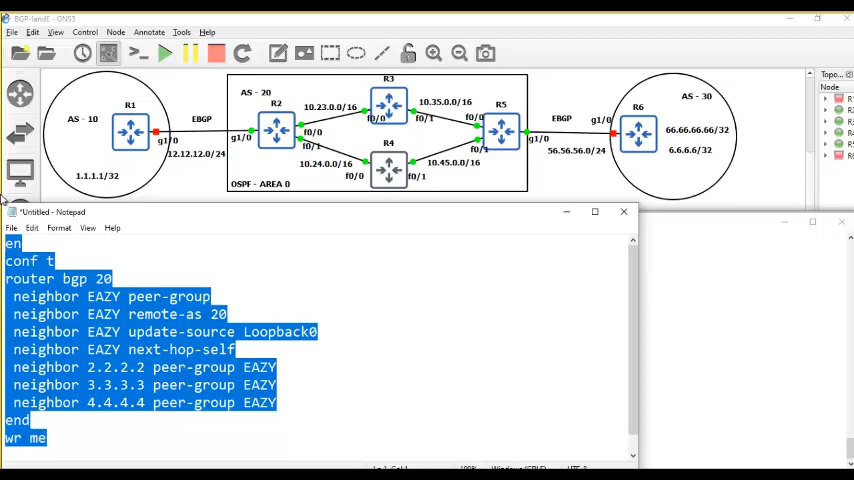 BGP-landE - GNS3
File Edit View Control Node Annotate Tools Help
AS - 10
R1
g1/0
1.1.1.1/32
EBGP
12.12.12.0/24
AS - 20
R2
g1/0
f0/0
f0/1
10.23.0.0/16
10.24.0.0/16
R3
f0/0
f0/1
10.35.0.0/16
R4
f0/0
f0/1
10.45.0.0/16
R5
f0/0
f0/1
g1/0
OSPF - AREA 0
EBGP
56.56.56.0/24
g1/0
R6
AS - 30
66.66.66.66/32
6.6.6.6/32
Topo...
Node
*Untitled - Notepad
File Edit Format View Help
en
conf t
router bgp 20
neighbor EAZY peer-group
neighbor EAZY remote-as 20
neighbor EAZY update-source Loopback0
neighbor EAZY next-hop-self
neighbor 2.2.2.2 peer-group EAZY
neighbor 3.3.3.3 peer-group EAZY
neighbor 4.4.4.4 peer-group EAZY
end
wr me